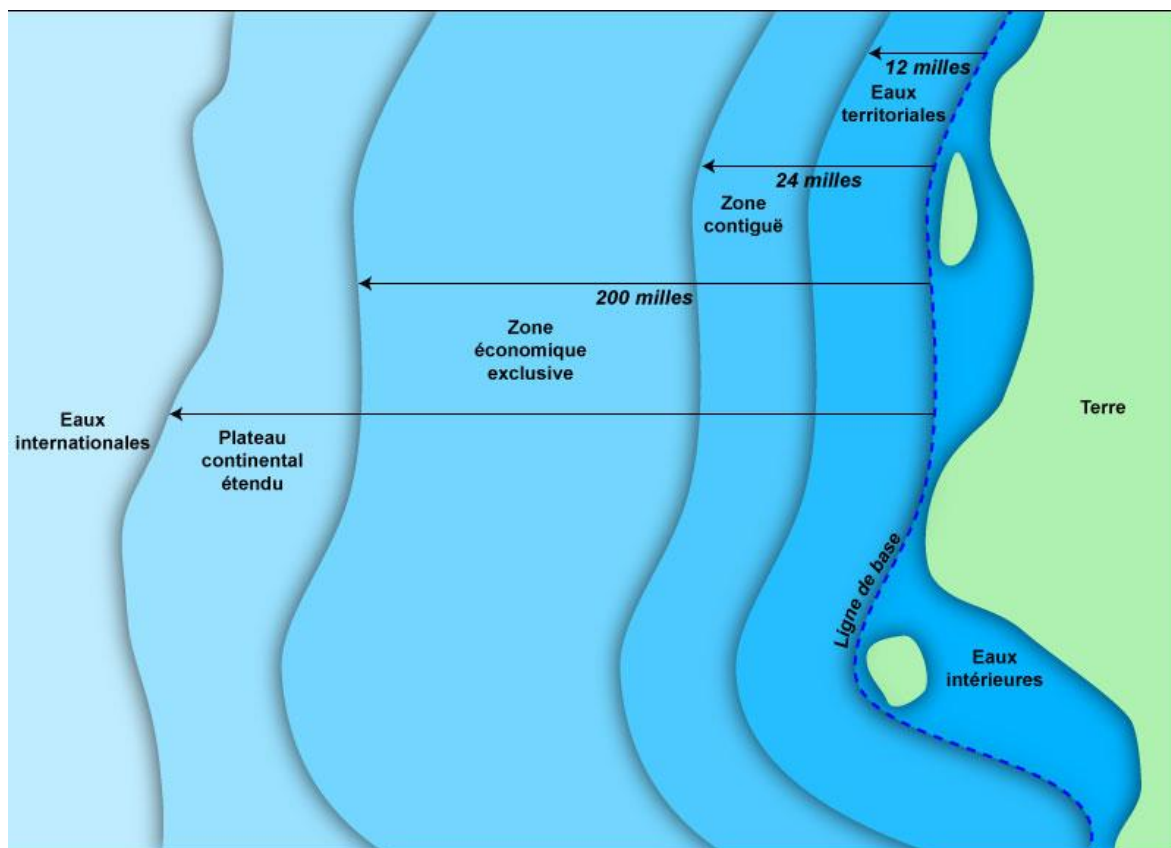 12 milles
Eaux
territoriales
24 milles
Zone
contiguë
200 milles
Zone
économique
exclusive
Eaux
internationales
Plateau
continental
étendu
Terre
Ligne de base
Eaux
intérieures